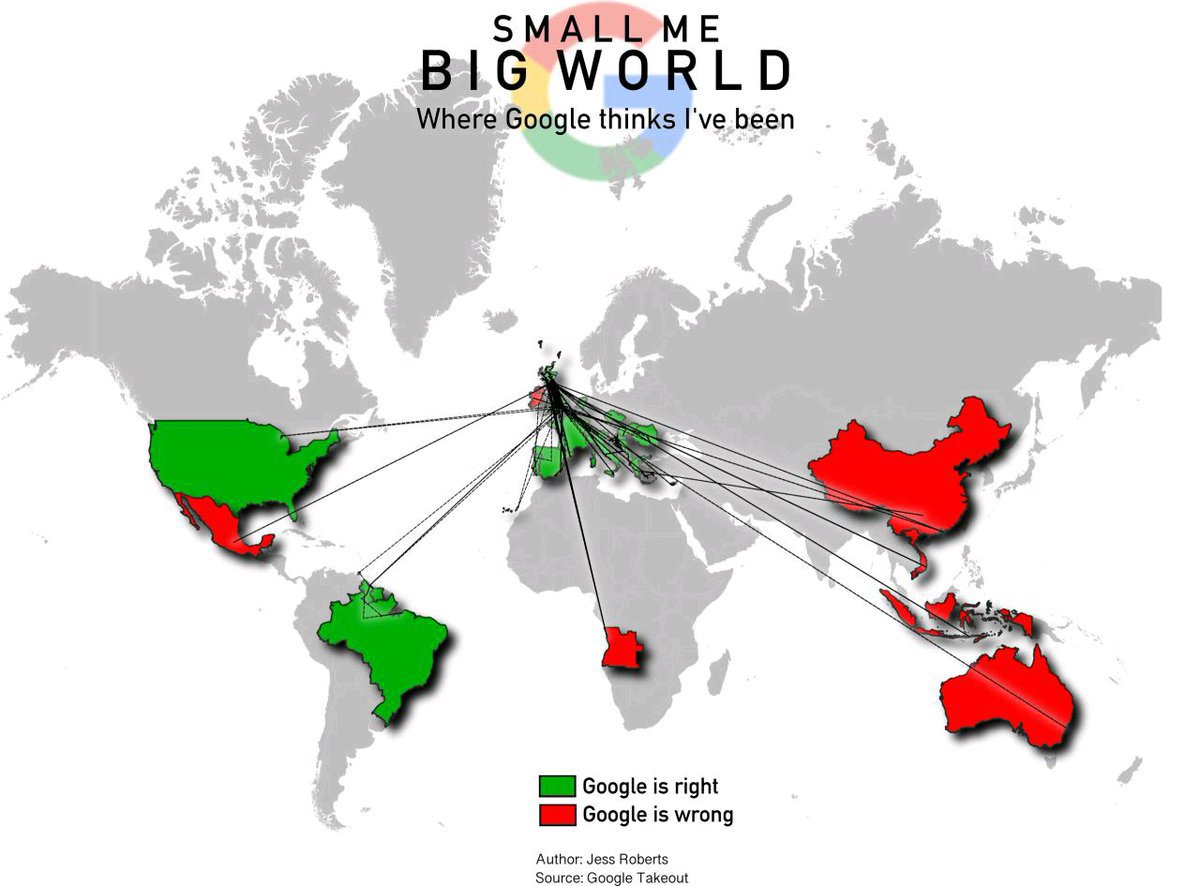 SMALL ME
BIG WORLD
Where Google thinks I've been
Google is right
Google is wrong
Author: Jess Roberts
Source: Google Takeout